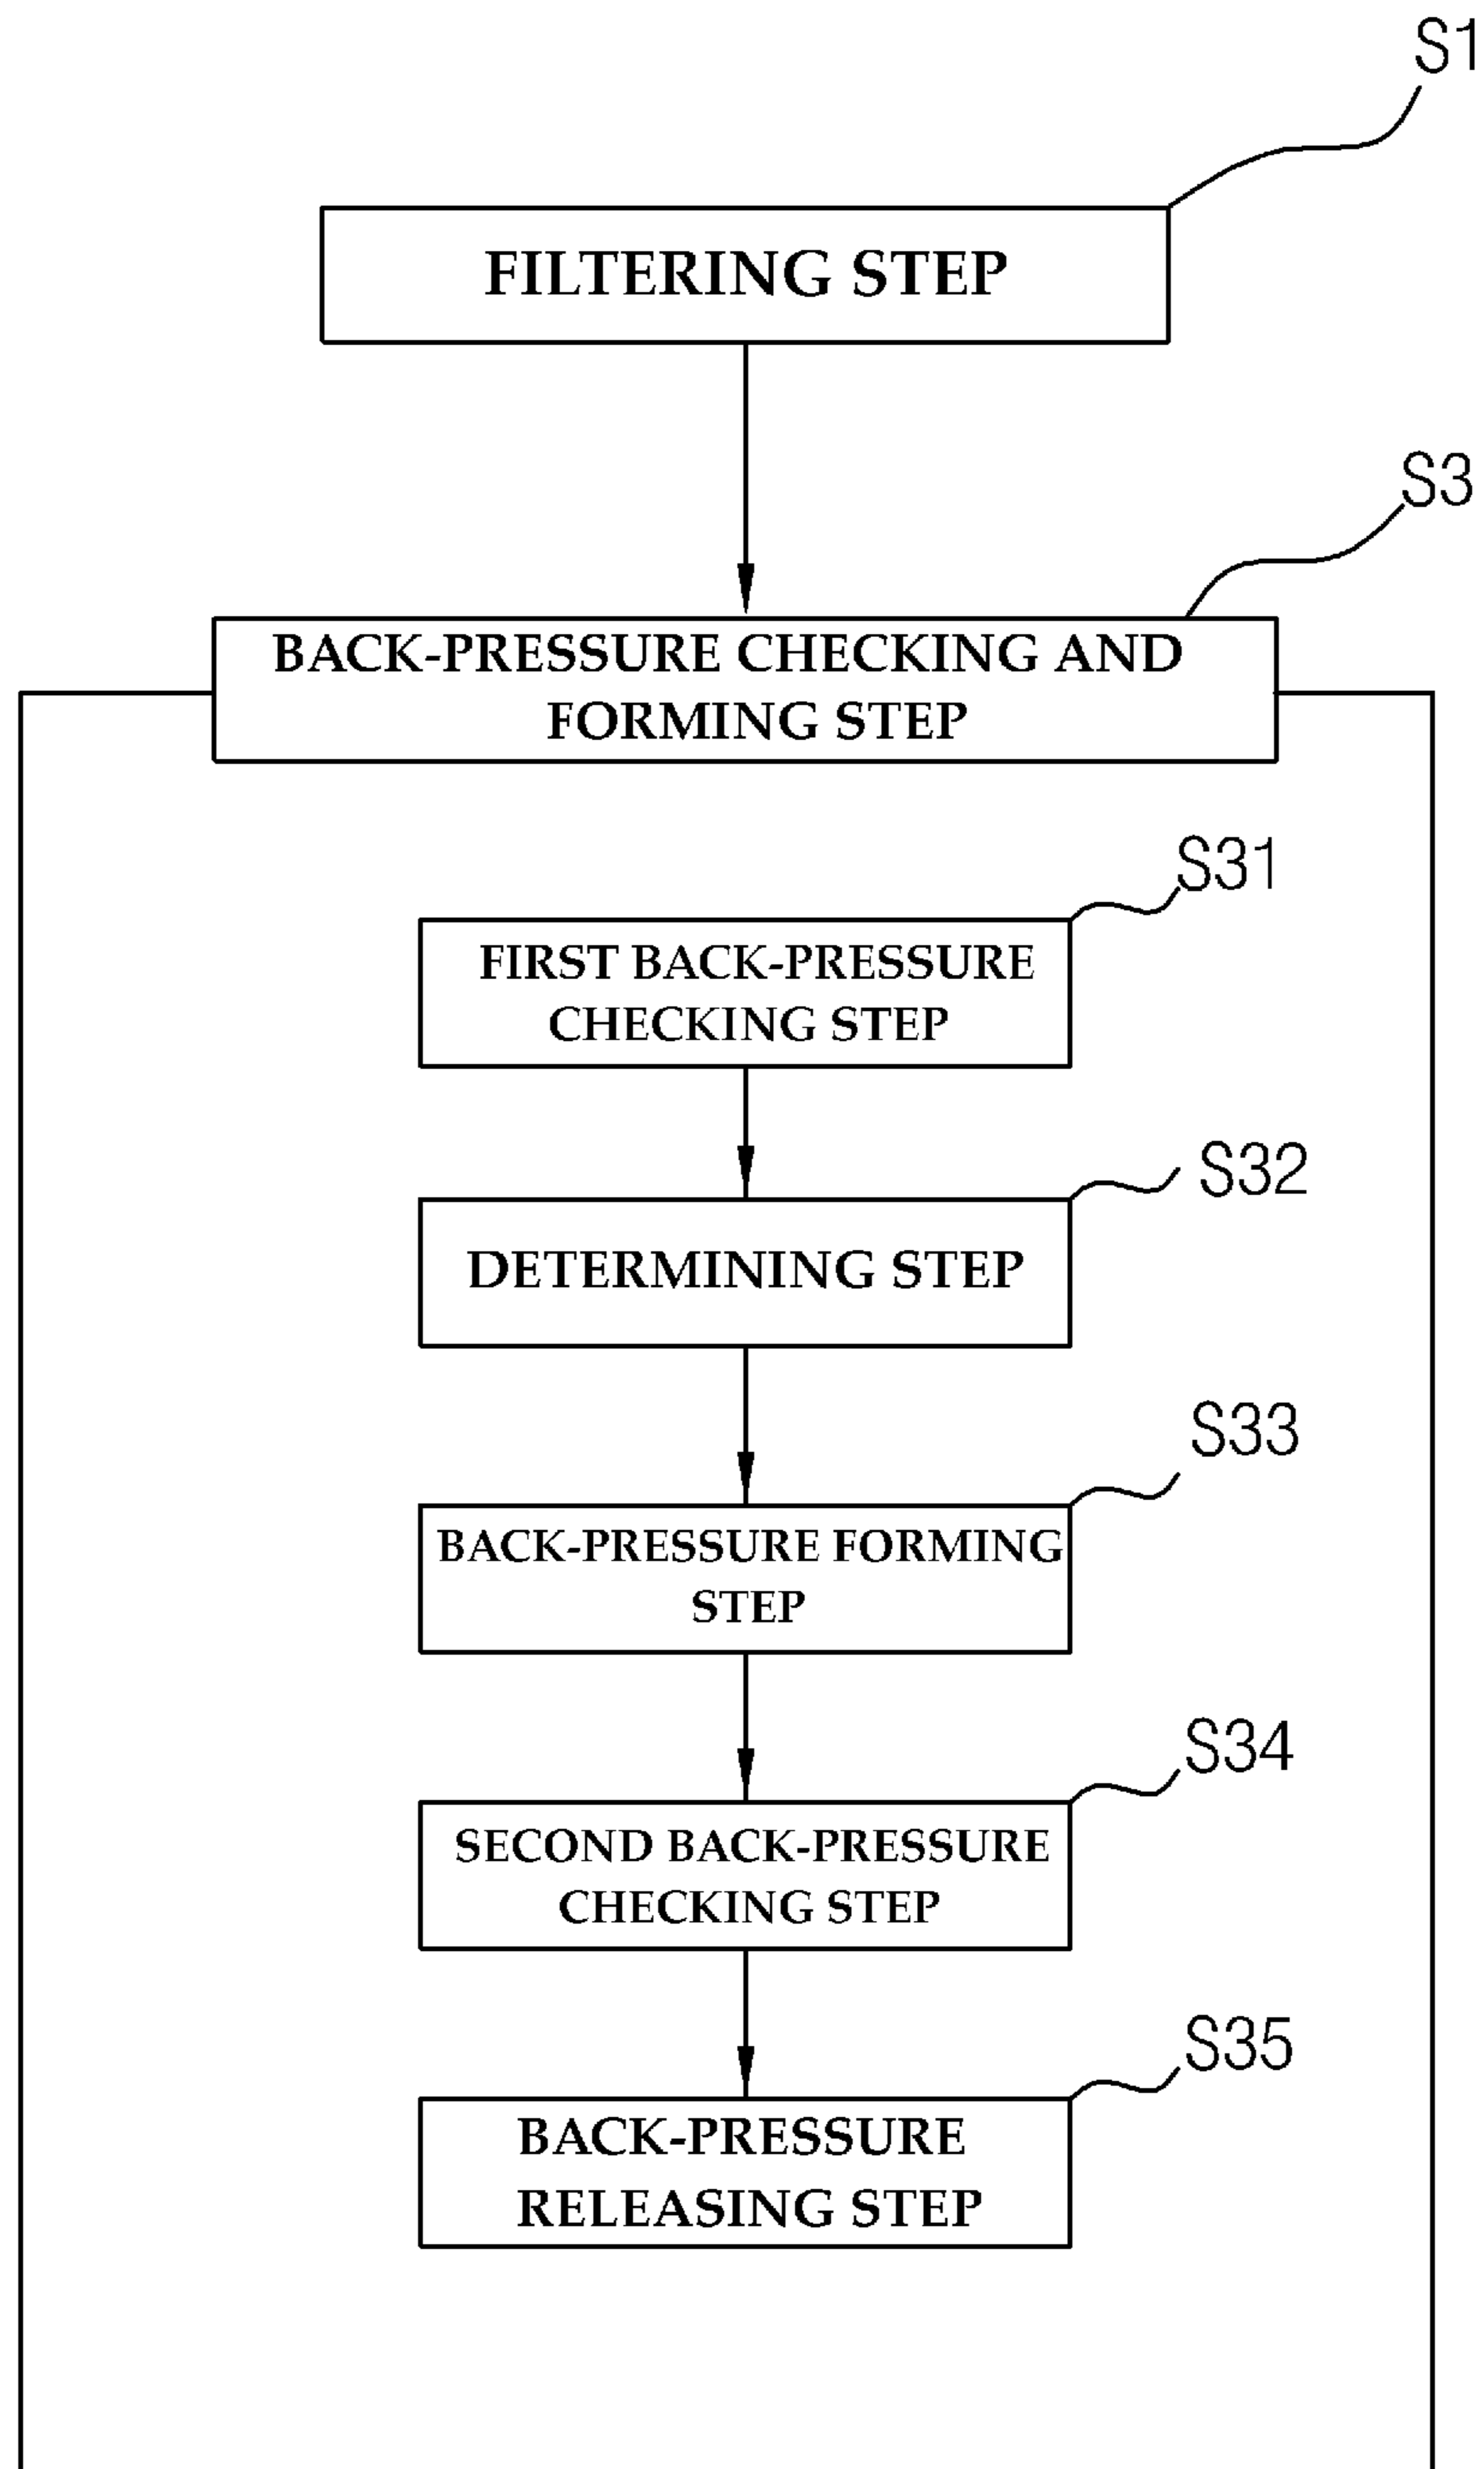 S1
FILTERING STEP
S3
BACK-PRESSURE CHECKING AND
FORMING STEP
S31
FIRST BACK-PRESSURE
CHECKING STEP
S32
DETERMINING STEP
S33
BACK-PRESSURE FORMING
STEP
S34
SECOND BACK-PRESSURE
CHECKING STEP
S35
BACK-PRESSURE
RELEASING STEP